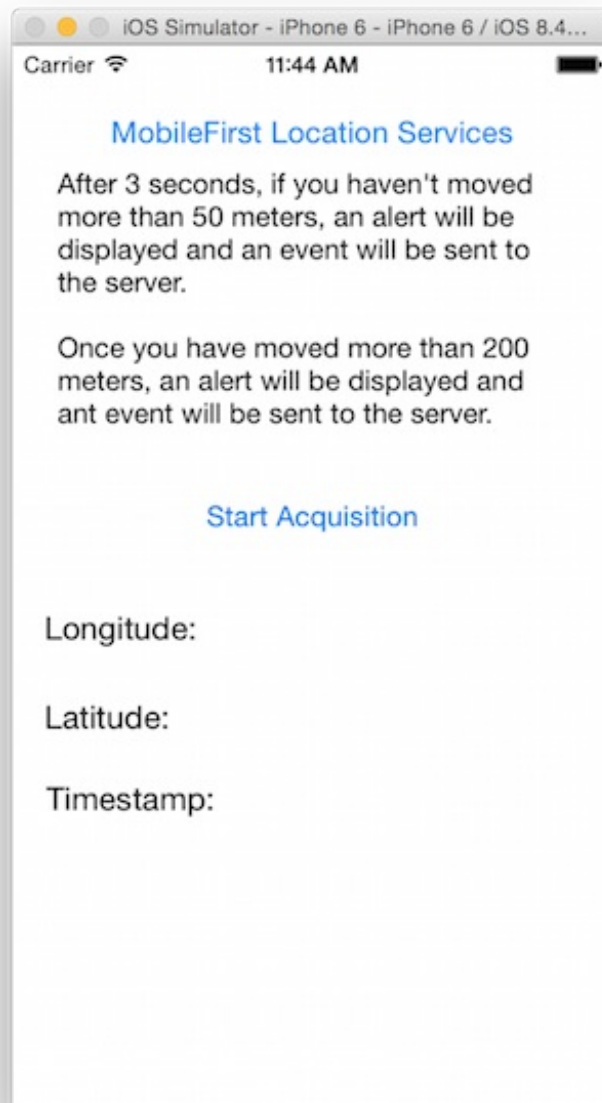 iOS Simulator - iPhone 6 - iPhone 6 / iOS 8.4...
Carrier 11:44 AM
MobileFirst Location Services
After 3 seconds, if you haven't moved
more than 50 meters, an alert will be
displayed and an event will be sent to
the server.
Once you have moved more than 200
meters, an alert will be displayed and
ant event will be sent to the server.
Start Acquisition
Longitude:
Latitude:
Timestamp: